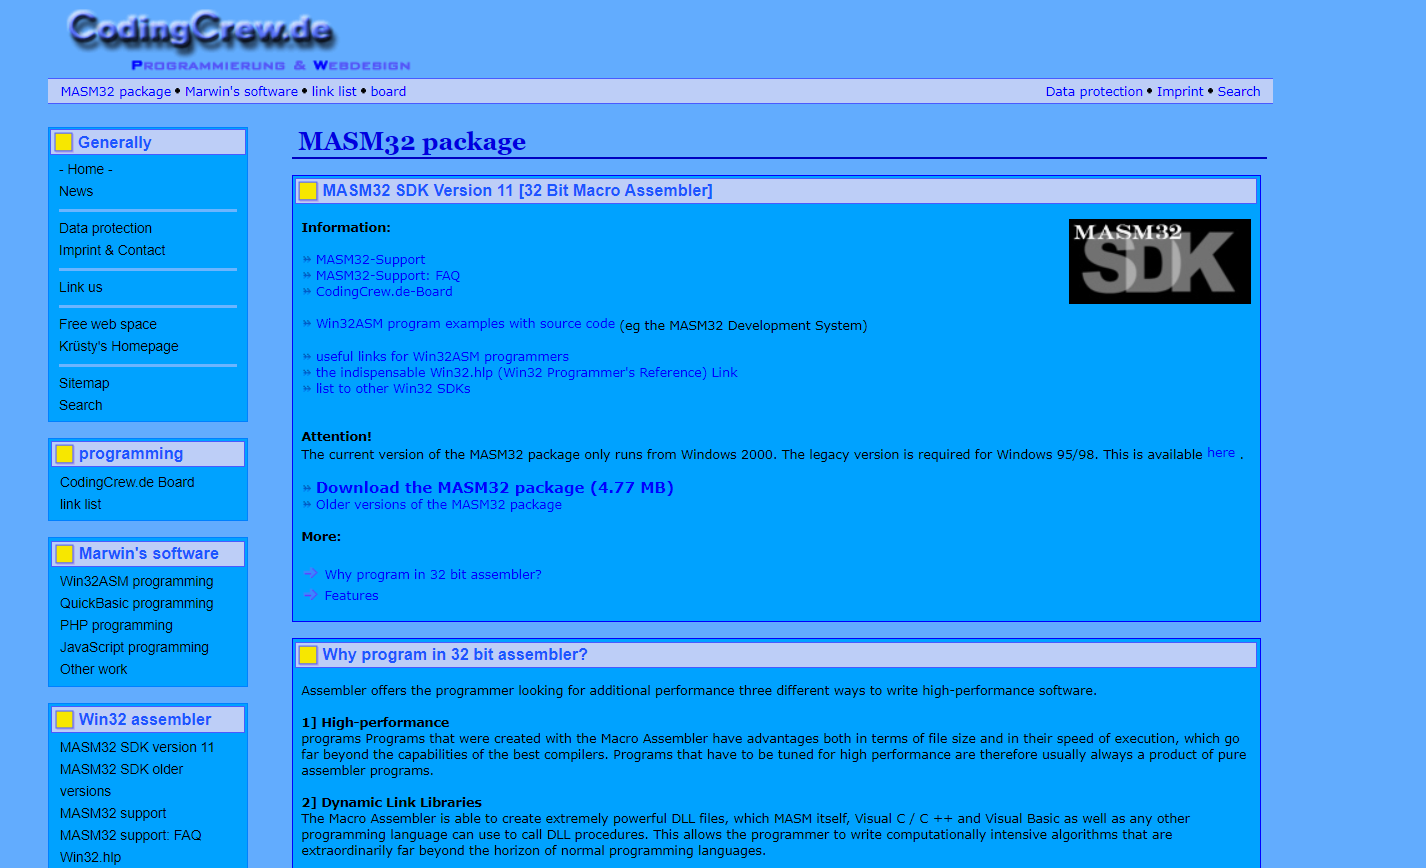 CodingCrew.de
Programmierung & Webdesign
MASM32 package • Marwin's software • link list • board
Data protection • Imprint • Search
Generally
- Home -
News
Data protection
Imprint & Contact
Link us
Free web space
Krüsty's Homepage
Sitemap
Search
programming
CodingCrew.de Board
link list
Marwin's software
Win32ASM programming
QuickBasic programming
PHP programming
JavaScript programming
Other work
Win32 assembler
MASM32 SDK version 11
MASM32 SDK older
versions
MASM32 support
MASM32 support: FAQ
Win32.hlp
MASM32 package
MASM32 SDK Version 11 [32 Bit Macro Assembler]
MASM32
SDK
Information:
MASM32-Support
MASM32-Support: FAQ
CodingCrew.de-Board
Win32ASM program examples with source code (eg the MASM32 Development System)
useful links for Win32ASM programmers
the indispensable Win32.hlp (Win32 Programmer's Reference) Link
list to other Win32 SDKs
Attention!
The current version of the MASM32 package only runs from Windows 2000. The legacy version is required for Windows 95/98. This is available here .
Download the MASM32 package (4.77 MB)
Older versions of the MASM32 package
More:
Why program in 32 bit assembler?
Features
Why program in 32 bit assembler?
Assembler offers the programmer looking for additional performance three different ways to write high-performance software.
1] High-performance
programs Programs that were created with the Macro Assembler have advantages both in terms of file size and in their speed of execution, which go
far beyond the capabilities of the best compilers. Programs that have to be tuned for high performance are therefore usually always a product of pure
assembler programs.
2] Dynamic Link Libraries
The Macro Assembler is able to create extremely powerful DLL files, which MASM itself, Visual C / C ++ and Visual Basic as well as any other
programming language can use to call DLL procedures. This allows the programmer to write computationally intensive algorithms that are
extraordinarily far beyond the horizon of normal programming languages.